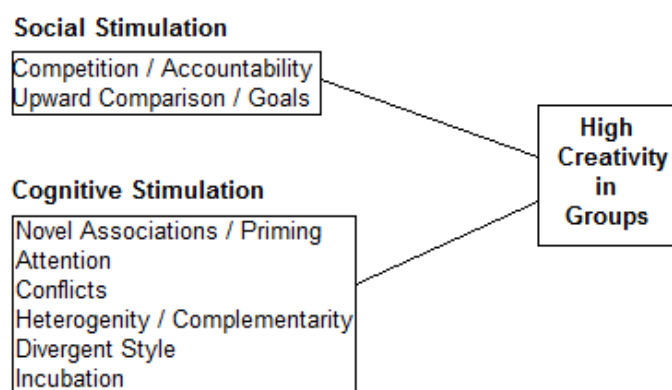 Social Stimulation
Competition / Accountability
Upward Comparison / Goals
High
Creativity
in
Groups
Cognitive Stimulation
Novel Associations / Priming
Attention
Conflicts
Heterogenity / Complementarity
Divergent Style
Incubation